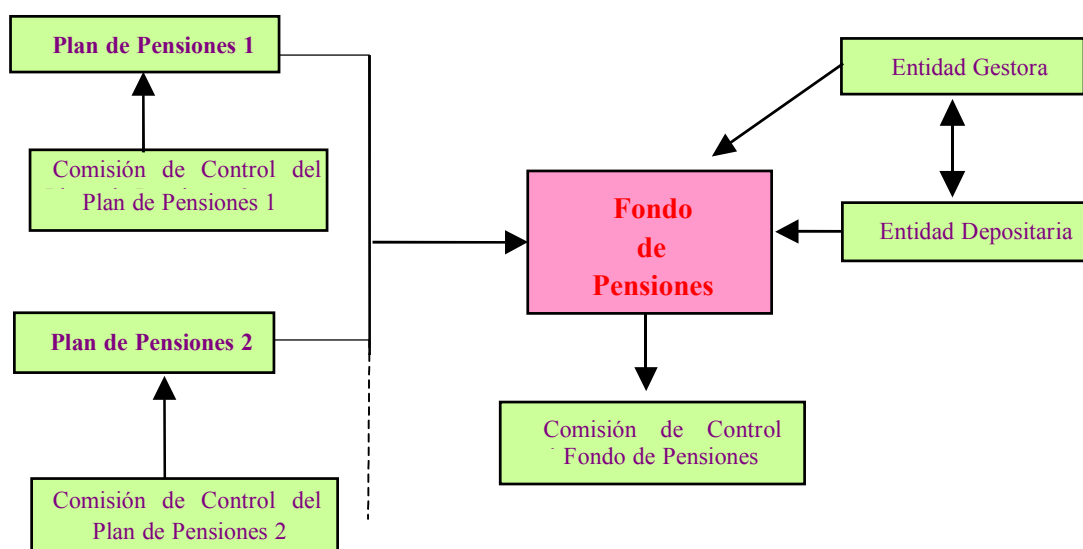 Plan de Pensiones 1
Entidad Gestora
Comisión de Control del
Plan de Pensiones 1
Fondo
de
Pensiones
Entidad Depositaria
Plan de Pensiones 2
Comisión de Control
Fondo de Pensiones
Comisión de Control del
Plan de Pensiones 2